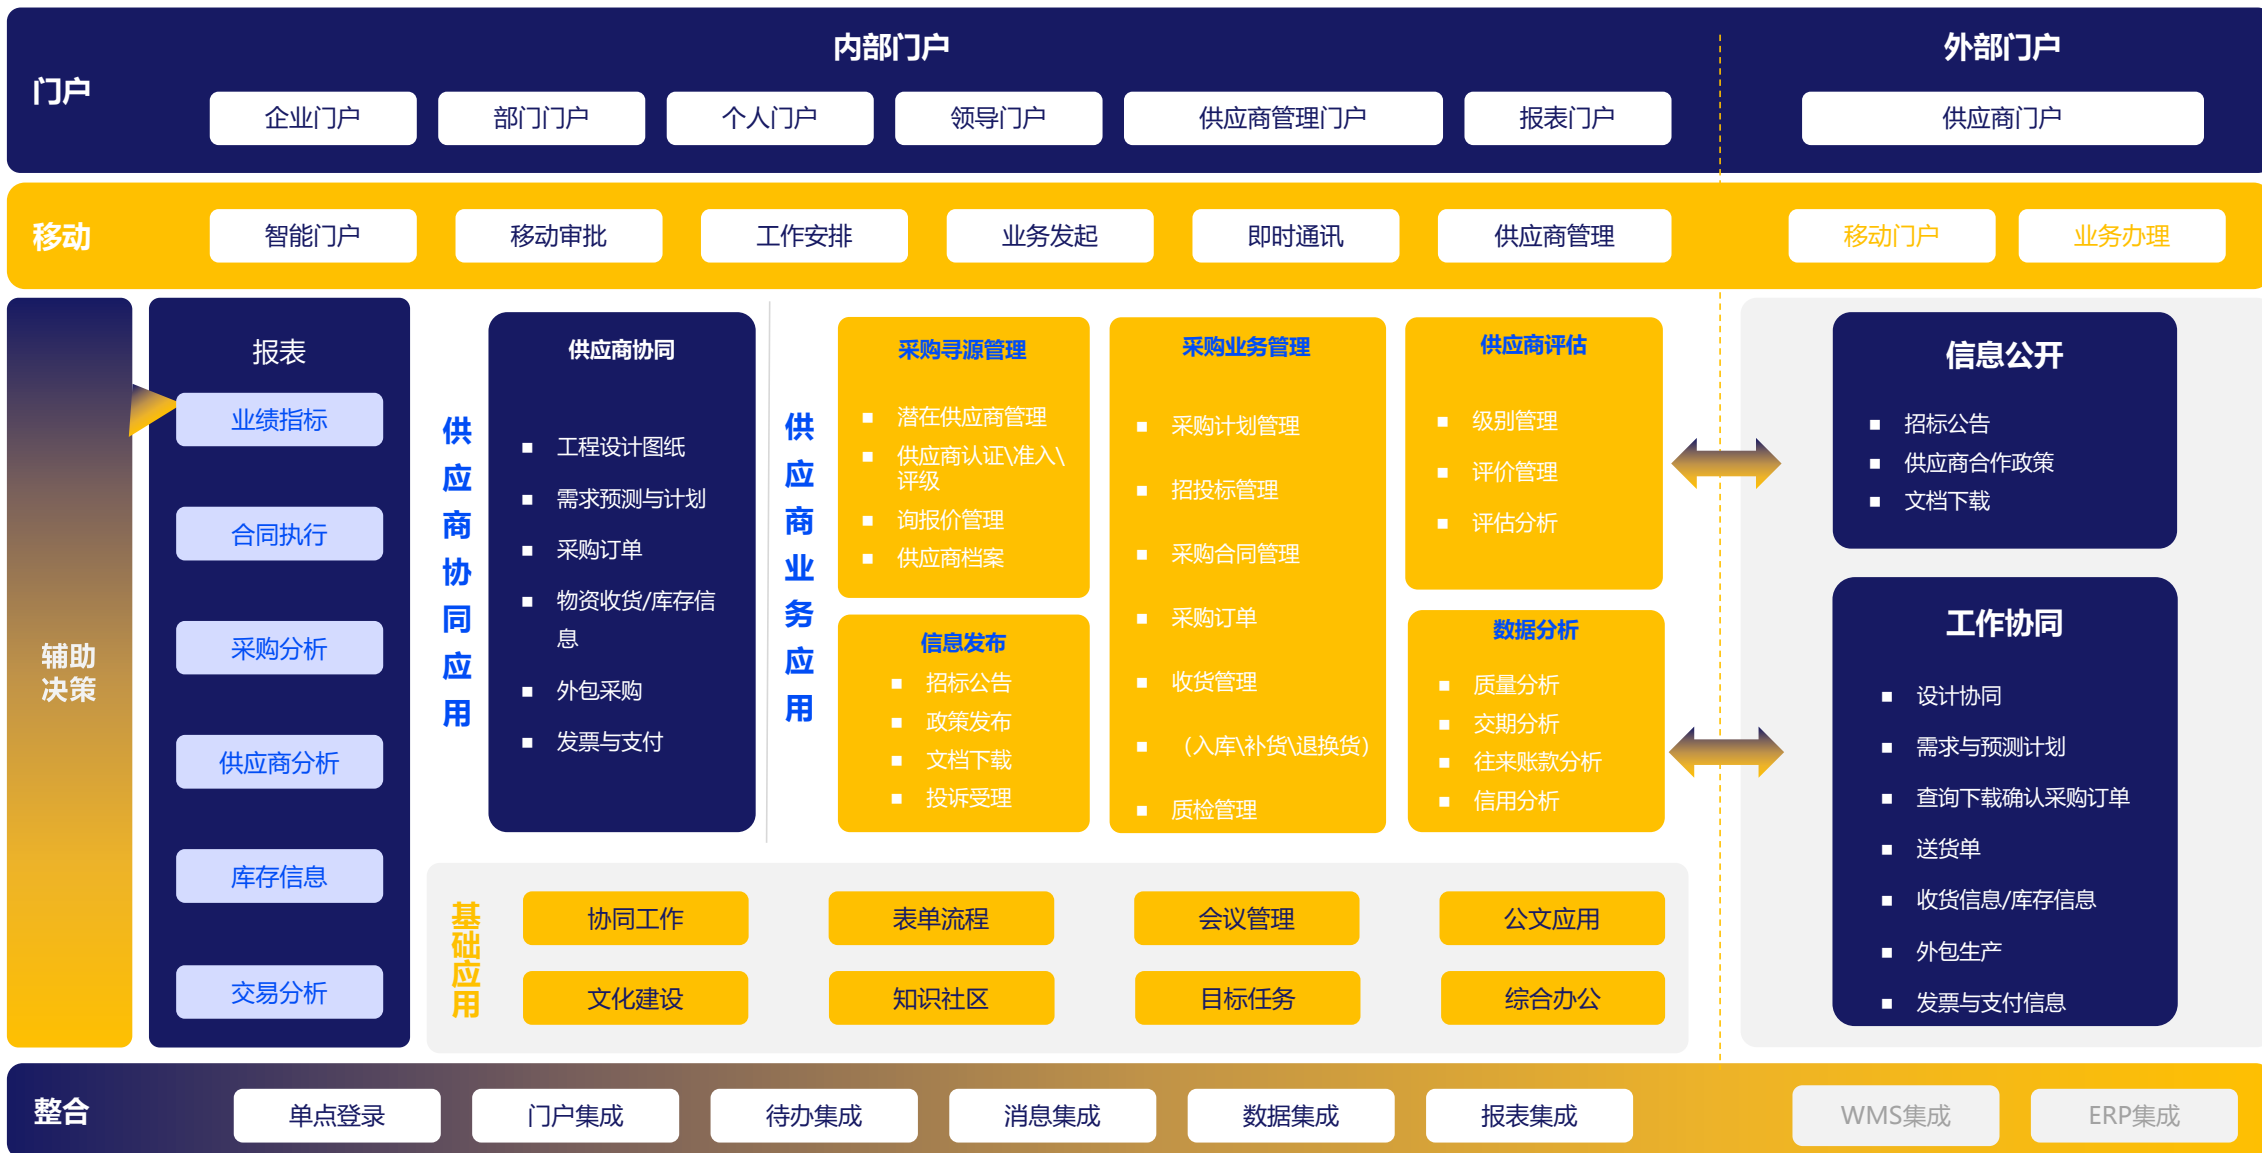 门户
内部门户
外部门户
企业门户
部门门户
个人门户
领导门户
供应商管理门户
报表门户
供应商门户
移动
智能门户
移动审批
工作安排
业务发起
即时通讯
供应商管理
移动门户
业务办理
辅助
决策
报表
业绩指标
合同执行
采购分析
供应商分析
库存信息
交易分析
供应商协同应用
供应商协同
工程设计图纸
需求预测与计划
采购订单
物资收货/库存信
息
外包采购
发票与支付
供应商业务应用
采购寻源管理
潜在供应商管理
供应商认证\准入\
评级
询报价管理
供应商档案
信息发布
招标公告
政策发布
文档下载
投诉受理
采购业务管理
采购计划管理
招投标管理
采购合同管理
采购订单
收货管理
（入库\补货\退换货）
质检管理
供应商评估
级别管理
评价管理
评估分析
数据分析
质量分析
交期分析
往来账款分析
信用分析
信息公开
招标公告
供应商合作政策
文档下载
工作协同
设计协同
需求与预测计划
查询下载确认采购订单
送货单
收货信息/库存信息
外包生产
发票与支付信息
基础应用
协同工作
表单流程
会议管理
公文应用
文化建设
知识社区
目标任务
综合办公
整合
单点登录
门户集成
待办集成
消息集成
数据集成
报表集成
WMS集成
ERP集成